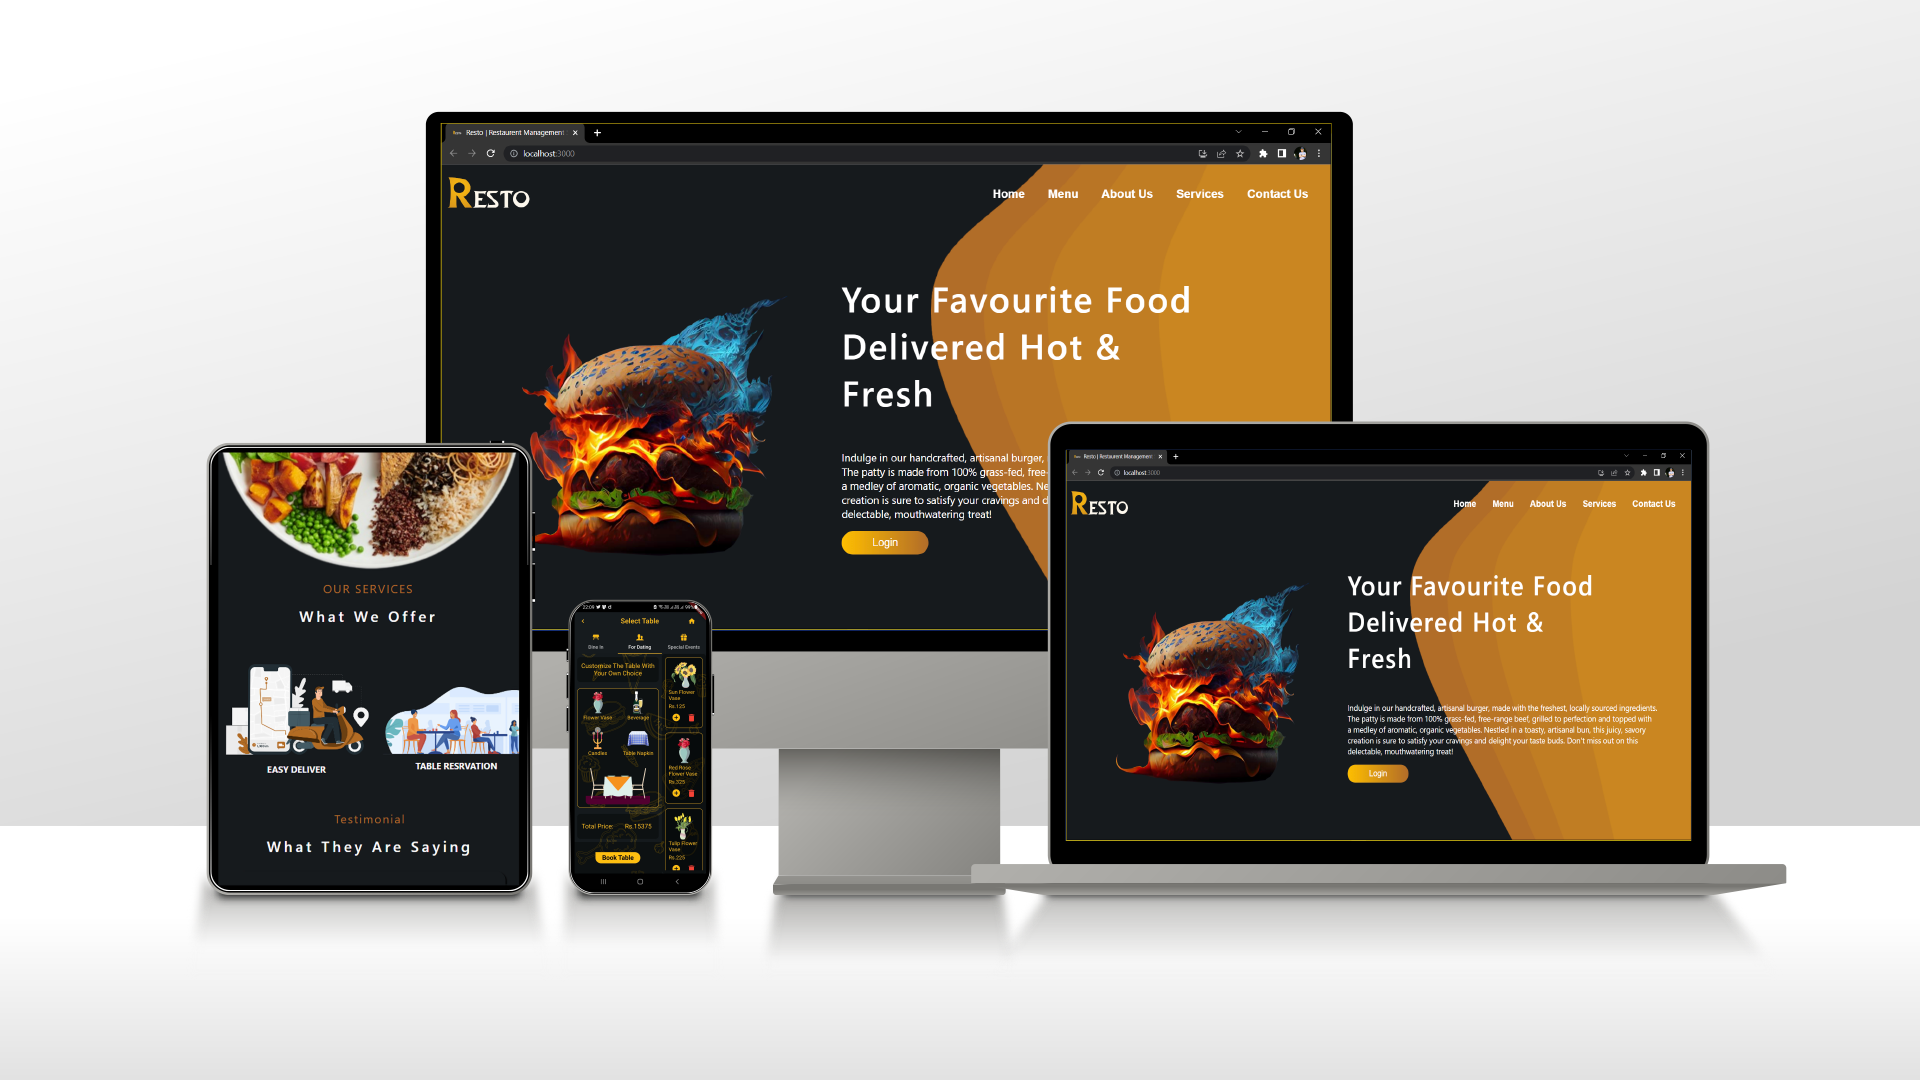 Resto | Restaurent Management
localhost:3000
RESTO
Home Menu About Us Services Contact Us
Your Favourite Food
Delivered Hot &
Fresh
Indulge in our handcrafted, artisanal burger,
The patty is made from 100% grass-fed, free-
a medley of aromatic, organic vegetables. Ne
creation is sure to satisfy your cravings and d
delectable, mouthwatering treat!
Login
OUR SERVICES
What We Offer
EASY DELIVER
TABLE RESRVATION
Testimonial
What They Are Saying
22:09
99%
Select Table
Dine In For Dating Special Events
Customize The Table With
Your Own Choice
Flower Vase Beverage
Candles Table Napkin
Total Price: Rs.15375
Book Table
Sun Flower
Vase
Rs.125
Red Rose
Flower Vase
Rs.325
Tulip Flower
Vase
Rs.225
Resto | Restaurent Management
localhost:3000
RESTO
Home Menu About Us Services Contact Us
Your Favourite Food
Delivered Hot &
Fresh
Indulge in our handcrafted, artisanal burger, made with the freshest, locally sourced ingredients.
The patty is made from 100% grass-fed, free-range beef, grilled to perfection and topped with
a medley of aromatic, organic vegetables. Nestled in a toasty, artisanal bun, this juicy, savory
creation is sure to satisfy your cravings and delight your taste buds. Don't miss out on this
delectable, mouthwatering treat!
Login